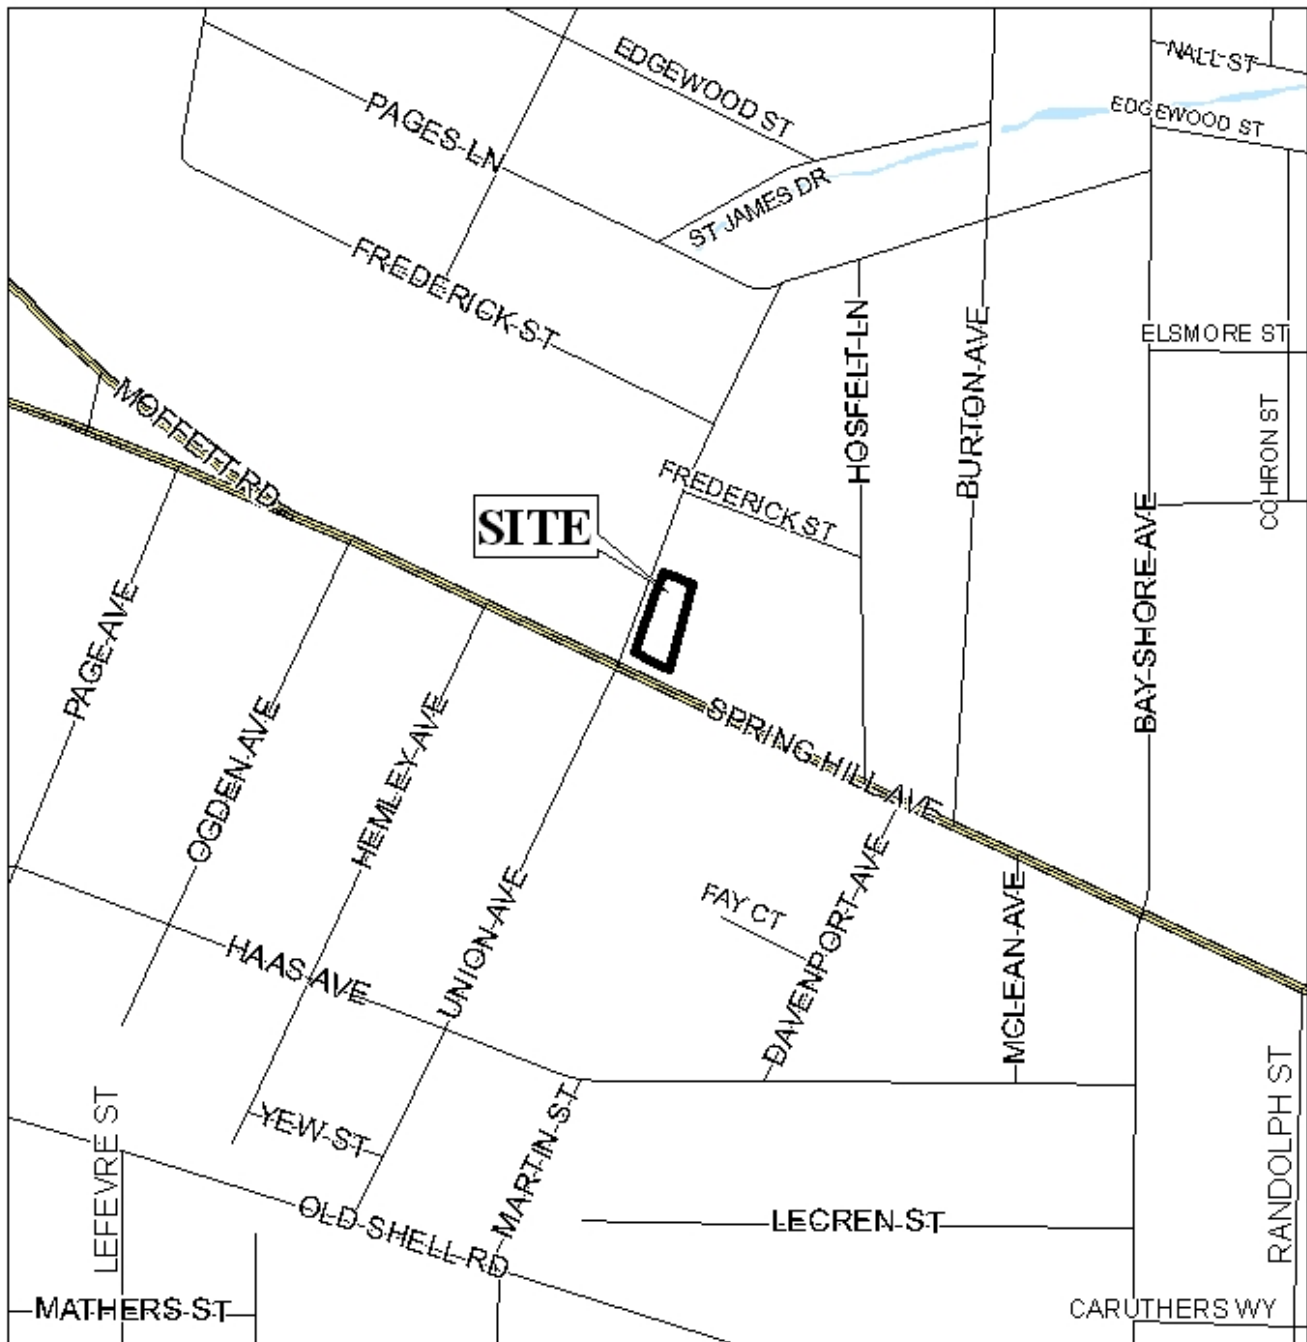 NALL ST
EDGEWOOD ST
EDGEWOOD ST
PAGES LN
ST JAMES DR
FREDERICK ST
ELSMORE ST
HOSFELT LN
BURTON AVE
MOFFETT RD
COHRON ST
FREDERICK ST
SITE
BAY SHORE AVE
PAGE AVE
OGDEN AVE
HEMLEY AVE
SPRING HILL AVE
UNION AVE
FAY CT
DAVENPORT AVE
MCLEAN AVE
HAAS AVE
LEFEVRE ST
YEW ST
MARTIN ST
RANDOLPH ST
OLD SHELL RD
LECREN ST
MATHERS ST
CARUTHERS WY